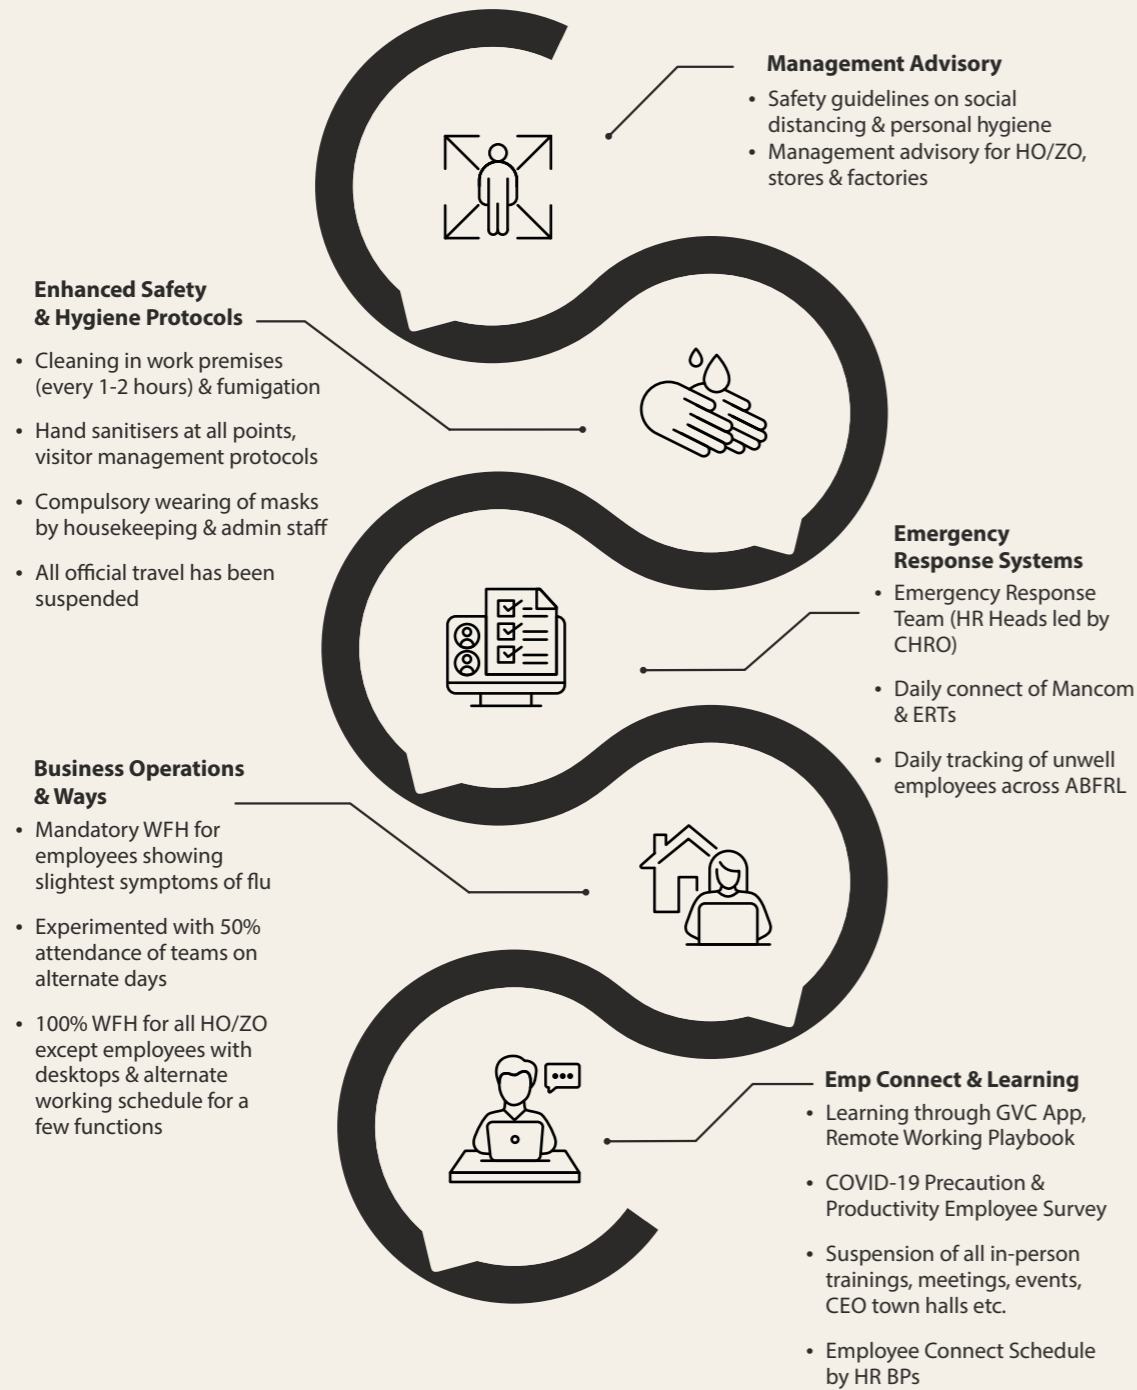 Management Advisory
• Safety guidelines on social
distancing & personal hygiene
• Management advisory for HO/ZO,
stores & factories
Enhanced Safety
& Hygiene Protocols
• Cleaning in work premises
(every 1-2 hours) & fumigation
• Hand sanitisers at all points,
visitor management protocols
• Compulsory wearing of masks
by housekeeping & admin staff
• All official travel has been
suspended
Emergency
Response Systems
• Emergency Response
Team (HR Heads led by
CHRO)
• Daily connect of Mancom
& ERTs
• Daily tracking of unwell
employees across ABFRL
Business Operations
& Ways
• Mandatory WFH for
employees showing
slightest symptoms of flu
• Experimented with 50%
attendance of teams on
alternate days
• 100% WFH for all HO/ZO
except employees with
desktops & alternate
working schedule for a
few functions
Emp Connect & Learning
• Learning through GVC App,
Remote Working Playbook
• COVID-19 Precaution &
Productivity Employee Survey
• Suspension of all in-person
trainings, meetings, events,
CEO town halls etc.
• Employee Connect Schedule
by HR BPs